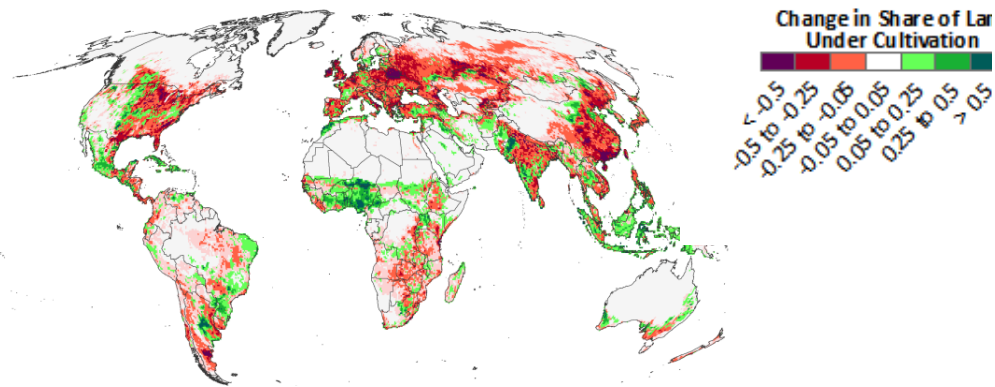 Change in Share of Lan
Under Cultivation
< -0.5
-0.5 to -0.25
-0.25 to -0.05
-0.05 to 0.05
0.05 to 0.25
0.25 to 0.5
> 0.5